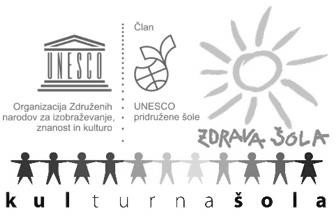 UNESCO
Organizacija Združenih
narodov za izobraževanje,
znanost in kulturo
Član
UNESCO
pridružene šole
ZDRAVA ŠOLA
kulturnašola